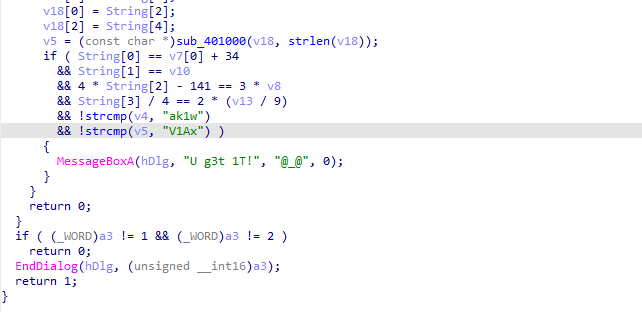 v18[0] = String[2];
v18[2] = String[4];
v5 = (const char *)sub_401000(v18, strlen(v18));
if ( String[0] == v7[0] + 34
&& String[1] == v10
&& 4 * String[2] - 141 == 3 * v8
&& String[3] / 4 == 2 * (v13 / 9)
&& !strcmp(v4, "ak1w")
&& !strcmp(v5, "V1Ax") )
{
MessageBoxA(hDlg, "U g3t 1T!", "@_@", 0);
}
}
return 0;
}
if ( (_WORD)a3 != 1 && (_WORD)a3 != 2 )
return 0;
EndDialog(hDlg, (unsigned __int16)a3);
return 1;
}